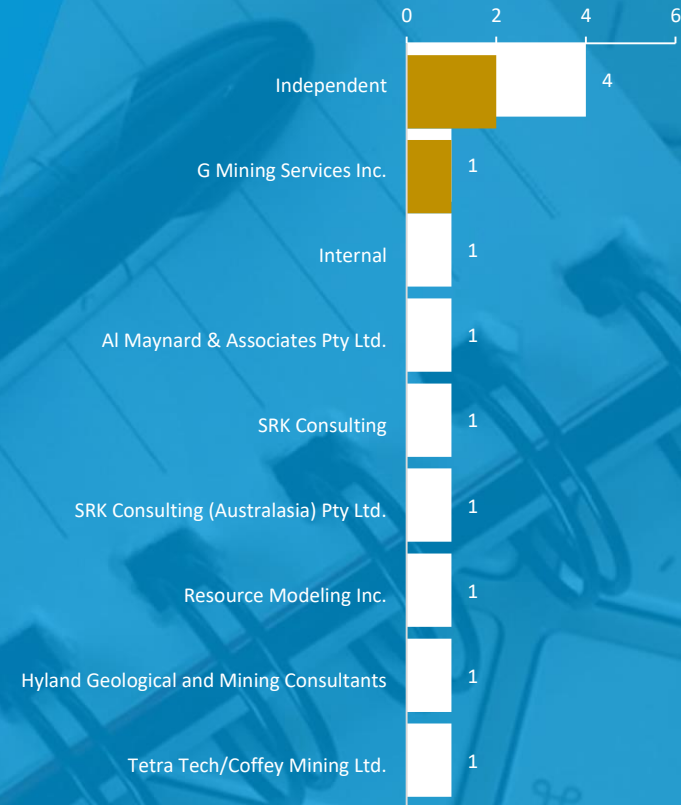 0 2 4 6
Independent 4
G Mining Services Inc. 1
Internal 1
Al Maynard & Associates Pty Ltd. 1
SRK Consulting 1
SRK Consulting (Australasia) Pty Ltd. 1
Resource Modeling Inc. 1
Hyland Geological and Mining Consultants 1
Tetra Tech/Coffey Mining Ltd. 1